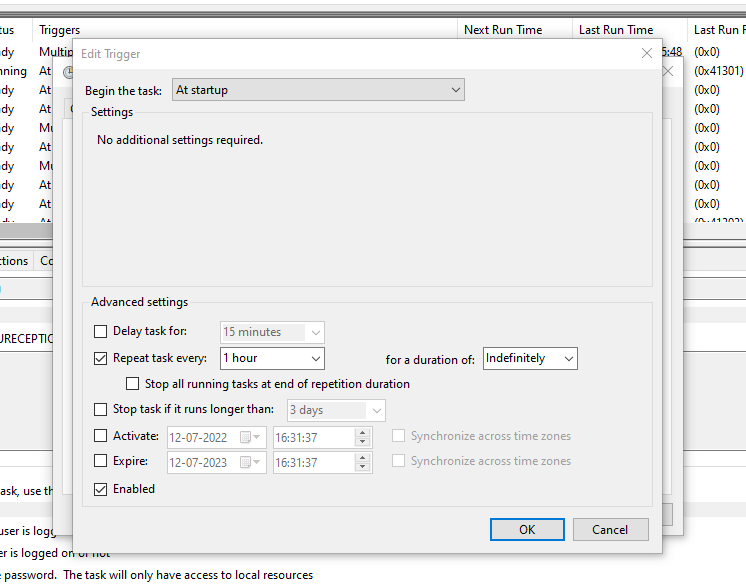 tus Triggers Next Run Time Last Run Time Last Run R
dy Multip 5:48 (0x0)
Edit Trigger
nning At (0x41301)
dy At (0x0)
Begin the task: At startup
dy At (0x0)
Settings
dy At (0x0)
dy Mu (0x0)
No additional settings required.
dy At (0x0)
dy Mu (0x0)
dy At (0x0)
dy At (0x0)
dy At
ctions Co
Advanced settings
Delay task for: 15 minutes
URECEPTIO
Repeat task every: 1 hour for a duration of: Indefinitely
Stop all running tasks at end of repetition duration
Stop task if it runs longer than: 3 days
Activate: 12-07-2022 16:31:37 Synchronize across time zones
Expire: 12-07-2023 16:31:37 Synchronize across time zones
Enabled
ask, use th
OK Cancel
user is logg
er is logged on or not
e password. The task will only have access to local resources